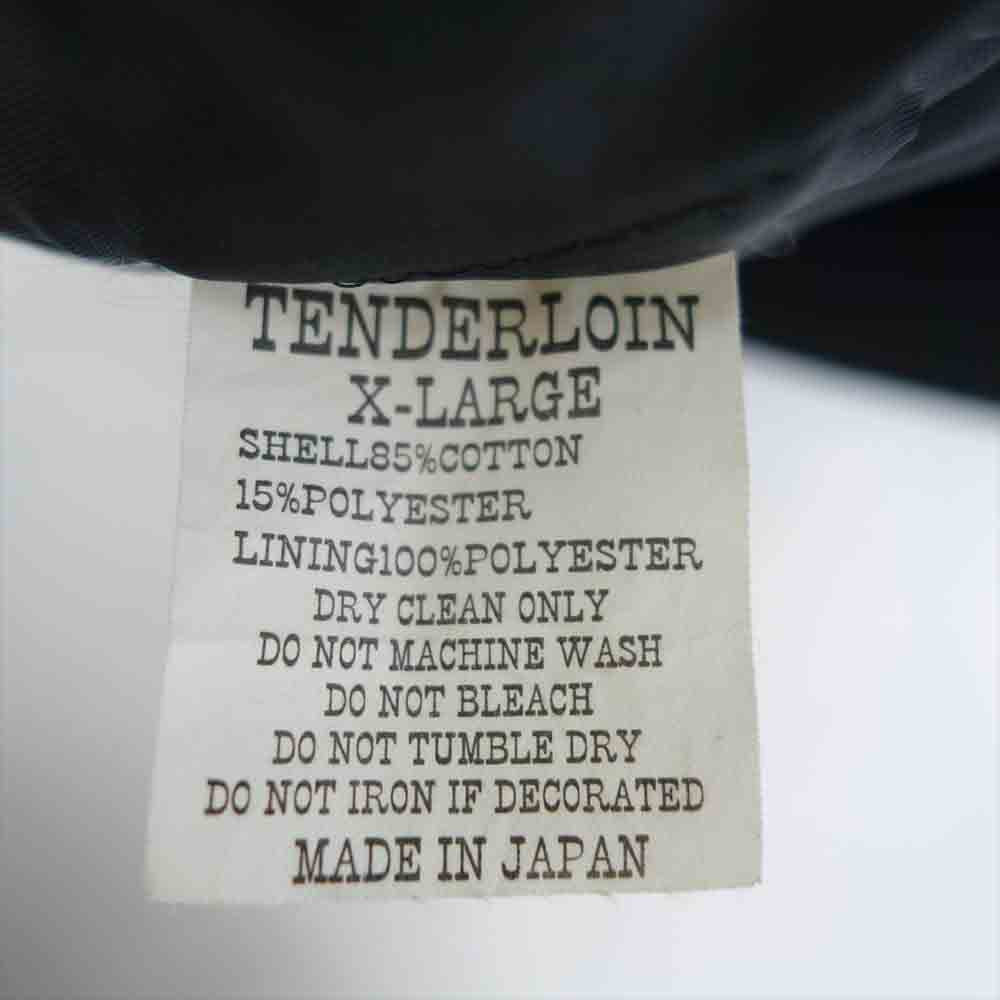 TENDERLOIN
X-LARGE
SHELL85%COTTON
15%POLYESTER
LINING100%POLYESTER
DRY CLEAN ONLY
DO NOT MACHINE WASH
DO NOT BLEACH
DO NOT TUMBLE DRY
DO NOT IRON IF DECORATED
MADE IN JAPAN